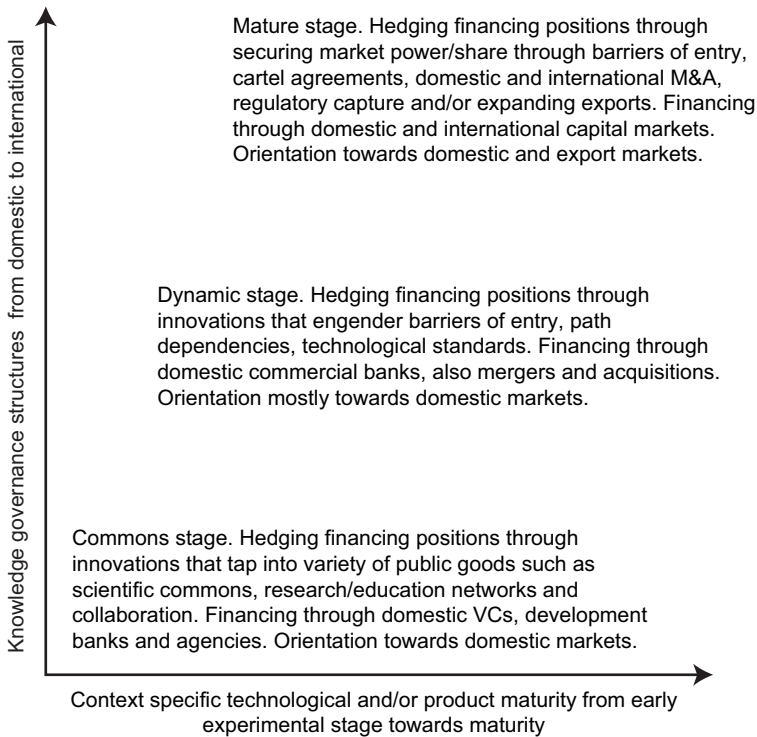 Knowledge governance structures from domestic to international
Mature stage. Hedging financing positions through
securing market power/share through barriers of entry,
cartel agreements, domestic and international M&A,
regulatory capture and/or expanding exports. Financing
through domestic and international capital markets.
Orientation towards domestic and export markets.
Dynamic stage. Hedging financing positions through
innovations that engender barriers of entry, path
dependencies, technological standards. Financing through
domestic commercial banks, also mergers and acquisitions.
Orientation mostly towards domestic markets.
Commons stage. Hedging financing positions through
innovations that tap into variety of public goods such as
scientific commons, research/education networks and
collaboration. Financing through domestic VCs, development
banks and agencies. Orientation towards domestic markets.
Context specific technological and/or product maturity from early
experimental stage towards maturity